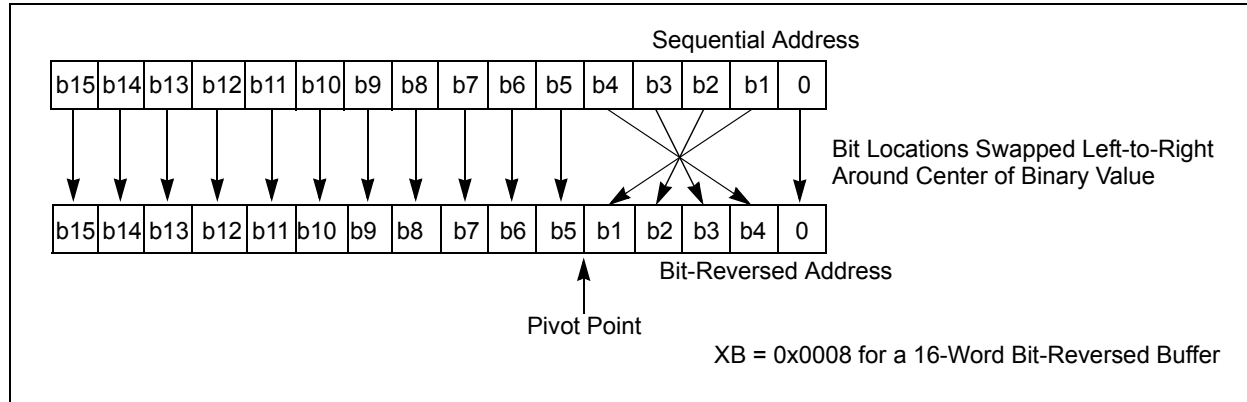 Sequential Address
b15 b14 b13 b12 b11 b10 b9 b8 b7 b6 b5 b4 b3 b2 b1 0
Bit Locations Swapped Left-to-Right
Around Center of Binary Value
b15 b14 b13 b12 b11 b10 b9 b8 b7 b6 b5 b1 b2 b3 b4 0
Bit-Reversed Address
Pivot Point
XB = 0x0008 for a 16-Word Bit-Reversed Buffer